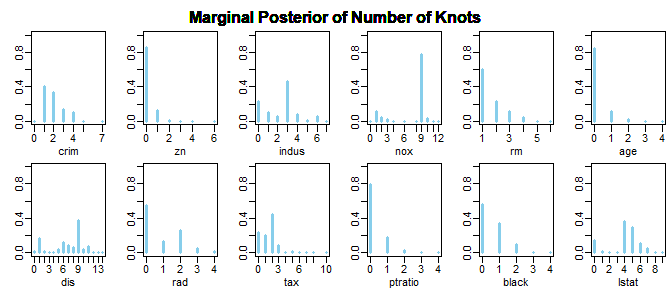 Marginal Posterior of Number of Knots
0.0 0.4 0.8
0 2 4 7
crim
0.0 0.4 0.8
0 2 4 6
zn
0.0 0.4 0.8
0 2 4 6
indus
0.0 0.4 0.8
0 3 6 9 12
nox
0.0 0.4 0.8
1 3 5
rm
0.0 0.4 0.8
0 1 2 3 4
age
0.0 0.4 0.8
0 3 6 9 13
dis
0.0 0.4 0.8
0 1 2 3 4
rad
0.0 0.4 0.8
0 3 6 10
tax
0.0 0.4 0.8
0 1 2 3 4
ptratio
0.0 0.4 0.8
0 1 2 3 4
black
0.0 0.4 0.8
0 2 4 6 8
lstat